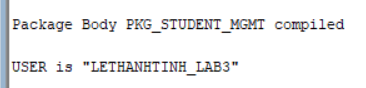 Package Body PKG_STUDENT_MGMT compiled
USER is "LETHANHTINH_LAB3"